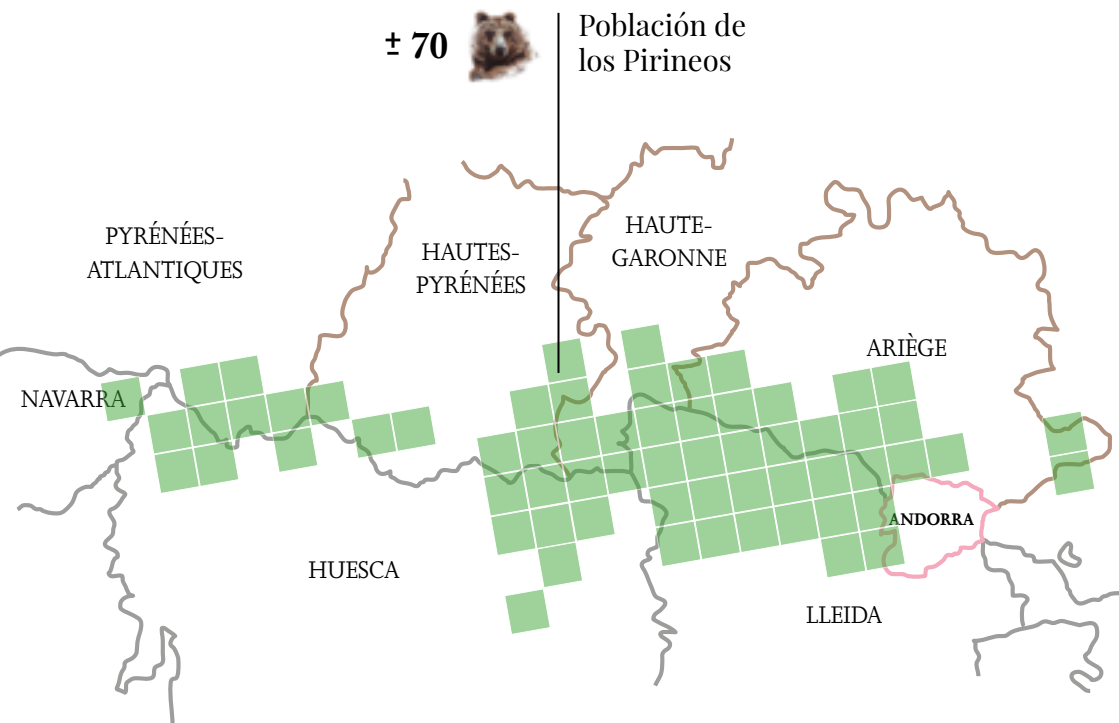 ± 70
Población de
los Pirineos
PYRÉNÉES-
ATLANTIQUES
HAUTES-
PYRÉNÉES
HAUTE-
GARONNE
ARIÈGE
NAVARRA
ANDORRA
HUESCA
LLEIDA